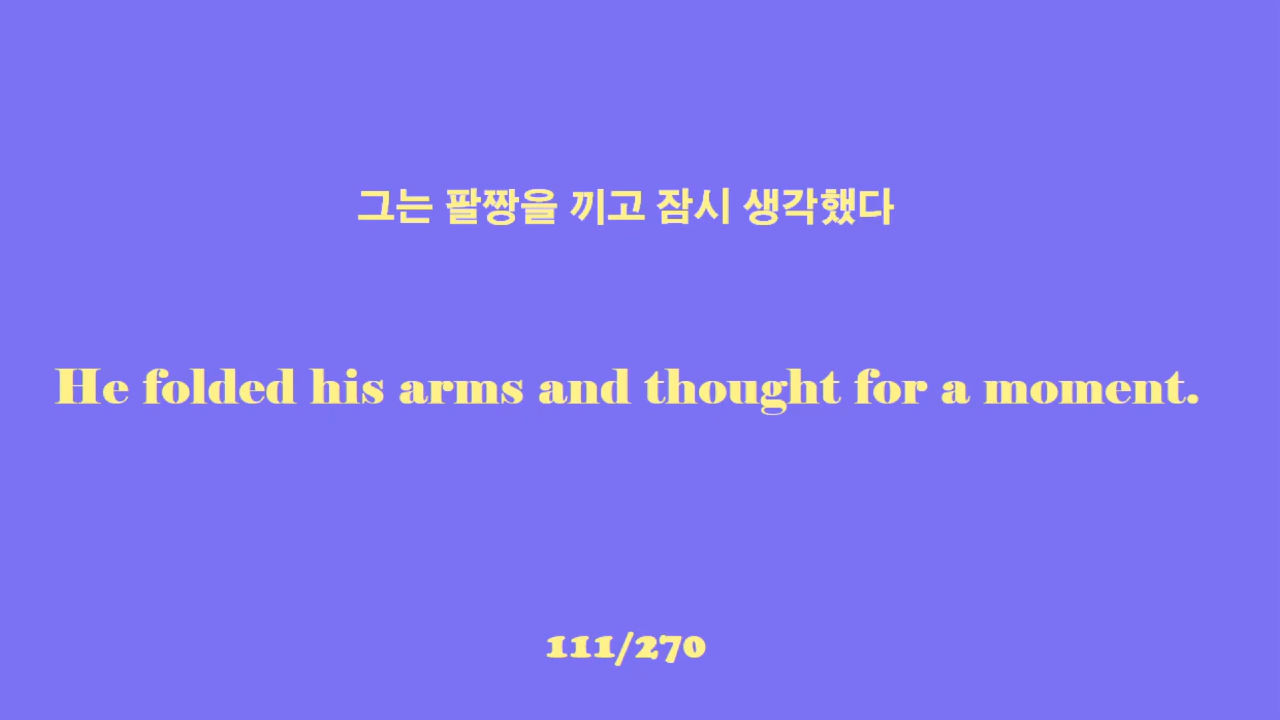 그는 팔짱을 끼고 잠시 생각했다
He folded his arms and thought for a moment.
111/270